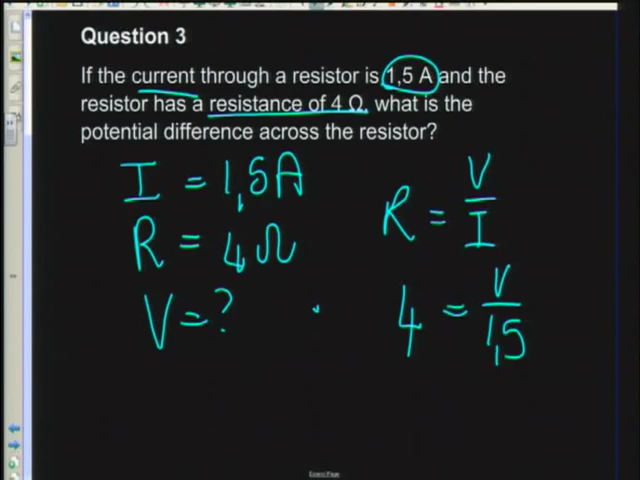 Question 3
If the current through a resistor is 1,5 A and the
resistor has a resistance of 4 Ω, what is the
potential difference across the resistor?
I = 1,5A
R = V/I
R = 4Ω
4 = V/1,5
V = ?